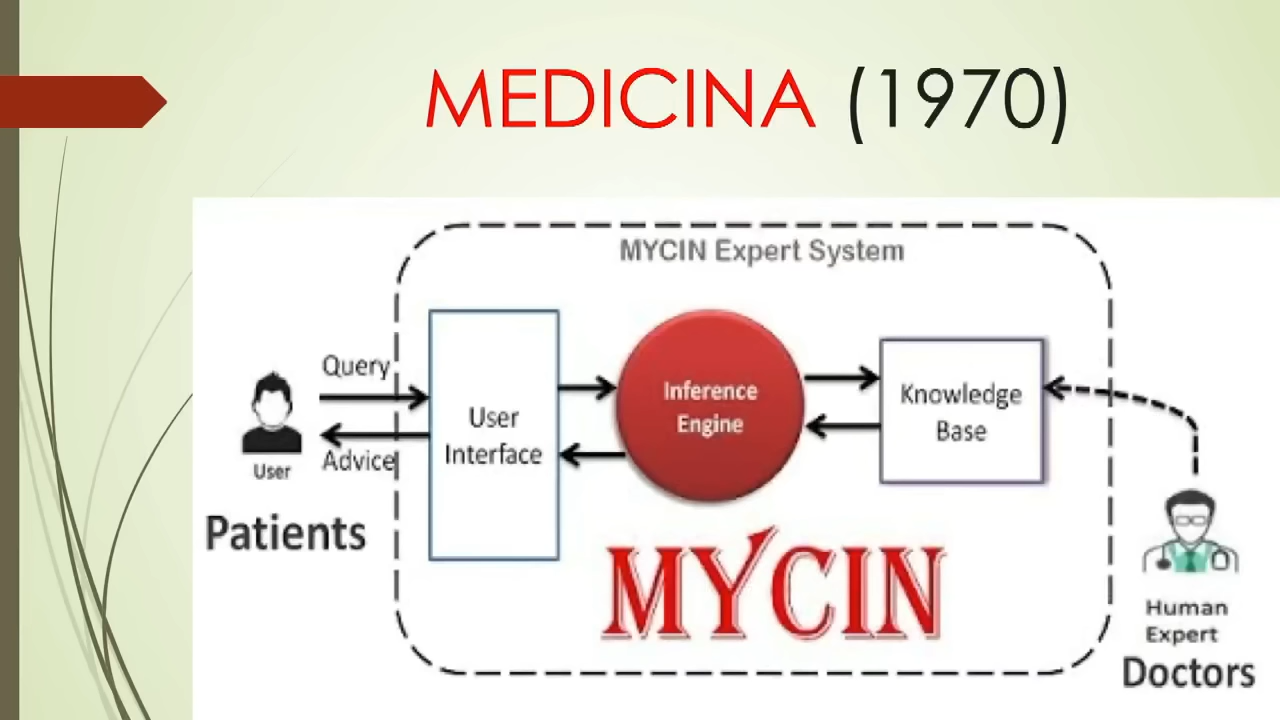 MEDICINA (1970)
MYCIN Expert System
Query
Advice
User
Patients
User
Interface
Inference
Engine
Knowledge
Base
MYCIN
Human
Expert
Doctors